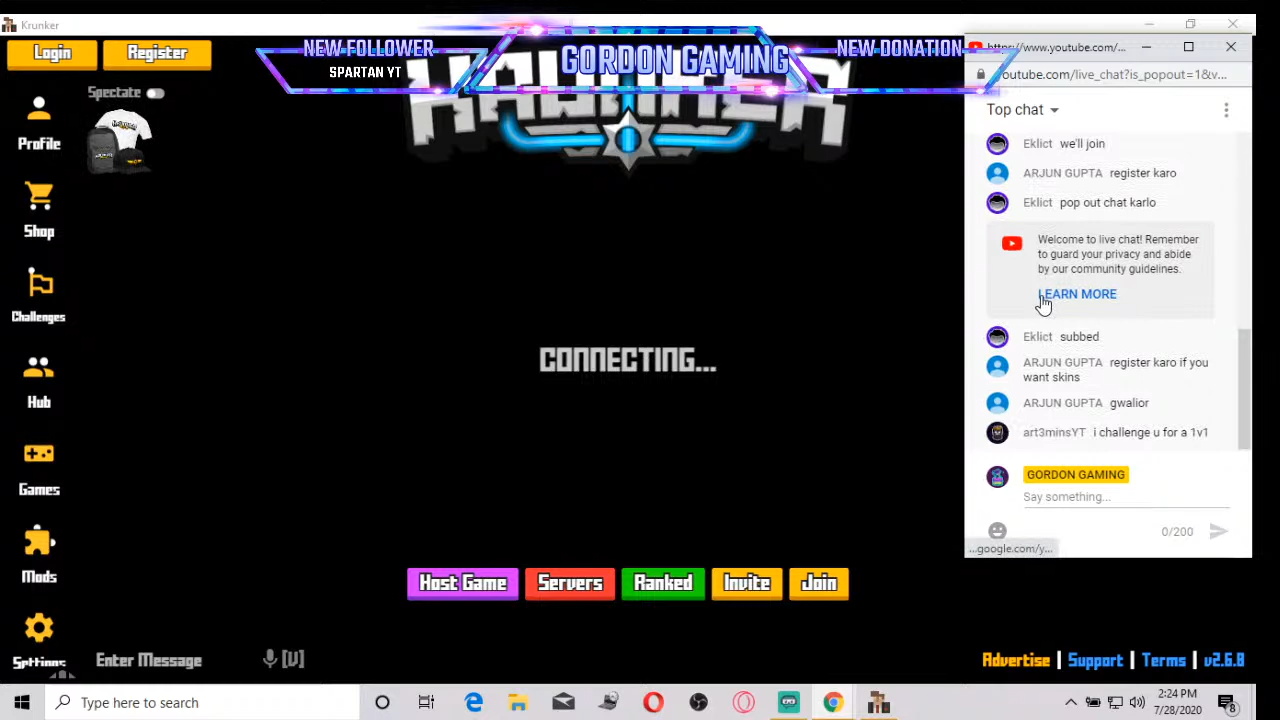 Krunker
Login
Register
NEW FOLLOWER
SPARTAN YT
GORDON GAMING
NEW DONATION
KRUNKER
Spectate
Profile
Shop
Challenges
Hub
Games
Mods
Settings
CONNECTING...
Host Game
Servers
Ranked
Invite
Join
Enter Message
[V]
Advertise | Support | Terms | v2.6.8
https://www.youtube.com/...
youtube.com/live_chat?is_popout=1&v...
Top chat
Eklict we'll join
ARJUN GUPTA register karo
Eklict pop out chat karlo
Welcome to live chat! Remember
to guard your privacy and abide
by our community guidelines.
LEARN MORE
Eklict subbed
ARJUN GUPTA register karo if you
want skins
ARJUN GUPTA gwalior
art3minsYT i challenge u for a 1v1
GORDON GAMING
Say something...
0/200
...google.com/y...
Type here to search
2:24 PM
7/28/2020
8